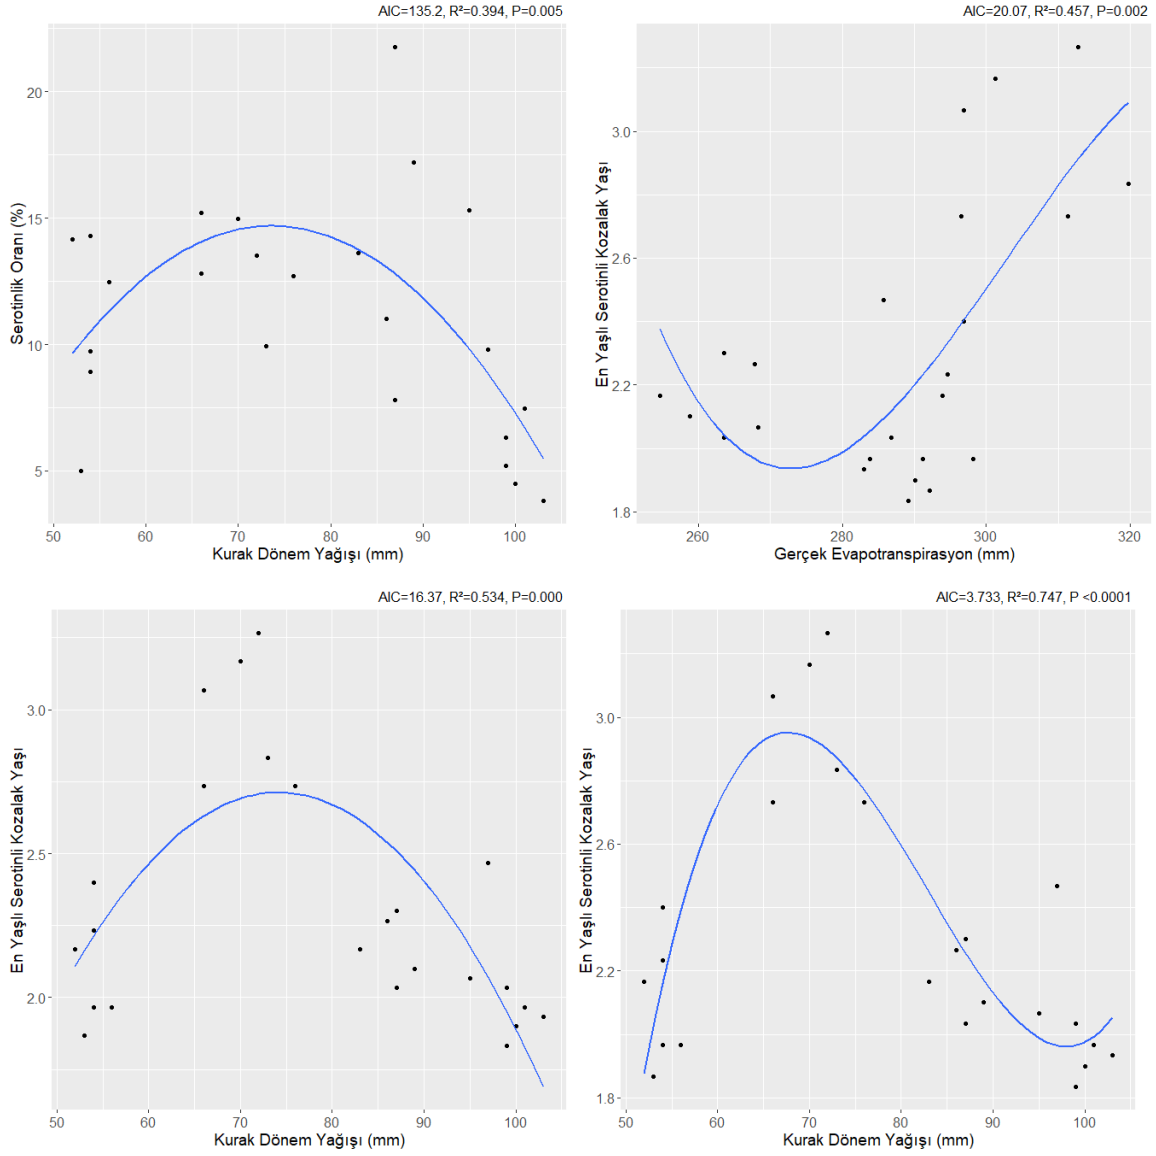 AIC=135.2, R²=0.394, P=0.005
Serotinlik Oranı (%)
20
15
10
5
50 60 70 80 90 100
Kurak Dönem Yağışı (mm)
AIC=20.07, R²=0.457, P=0.002
En Yaşlı Serotinli Kozalak Yaşı
3.0
2.6
2.2
1.8
260 280 300 320
Gerçek Evapotranspirasyon (mm)
AIC=16.37, R²=0.534, P=0.000
En Yaşlı Serotinli Kozalak Yaşı
3.0
2.5
2.0
50 60 70 80 90 100
Kurak Dönem Yağışı (mm)
AIC=3.733, R²=0.747, P <0.0001
En Yaşlı Serotinli Kozalak Yaşı
3.0
2.6
2.2
1.8
50 60 70 80 90 100
Kurak Dönem Yağışı (mm)